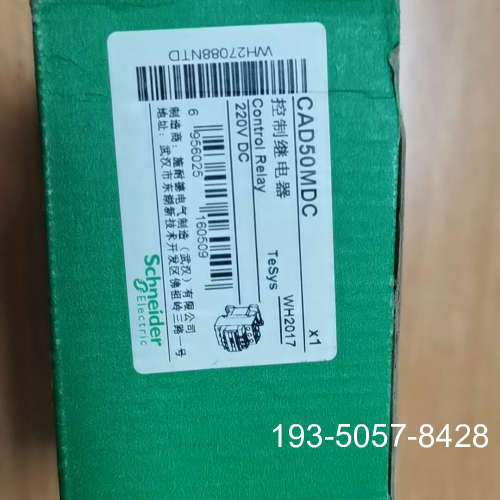 CAD50MDC
x1
控制继电器
Control Relay
TeSys
WH2017
220V DC
6 956025 160509
制造商：施耐德电气制造（武汉）有限公司
地址：武汉市东湖新技术开发区佛祖岭三路一号
WH27088NTD
Schneider
Electric
193-5057-8428